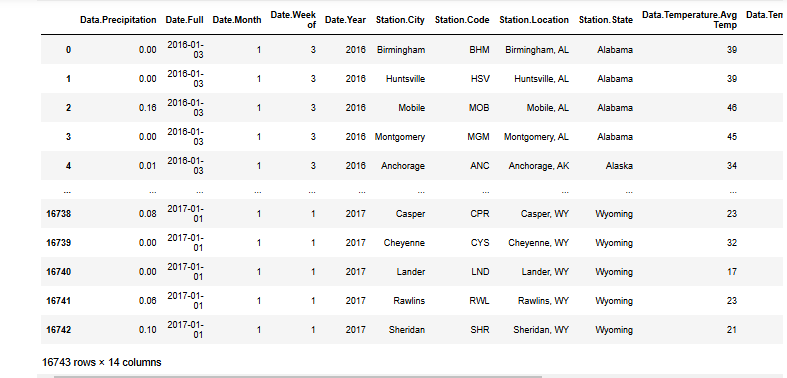 Data.Precipitation Date.Full Date.Month Date.Week of Date.Year Station.City Station.Code Station.Location Station.State Data.Temperature.Avg Temp Data.Tem
0 0.00 2016-01-03 1 3 2016 Birmingham BHM Birmingham, AL Alabama 39
1 0.00 2016-01-03 1 3 2016 Huntsville HSV Huntsville, AL Alabama 39
2 0.16 2016-01-03 1 3 2016 Mobile MOB Mobile, AL Alabama 46
3 0.00 2016-01-03 1 3 2016 Montgomery MGM Montgomery, AL Alabama 45
4 0.01 2016-01-03 1 3 2016 Anchorage ANC Anchorage, AK Alaska 34
... ... ... ... ... ... ... ... ... ... ...
16738 0.08 2017-01-01 1 1 2017 Casper CPR Casper, WY Wyoming 23
16739 0.00 2017-01-01 1 1 2017 Cheyenne CYS Cheyenne, WY Wyoming 32
16740 0.00 2017-01-01 1 1 2017 Lander LND Lander, WY Wyoming 17
16741 0.06 2017-01-01 1 1 2017 Rawlins RWL Rawlins, WY Wyoming 23
16742 0.10 2017-01-01 1 1 2017 Sheridan SHR Sheridan, WY Wyoming 21
16743 rows × 14 columns